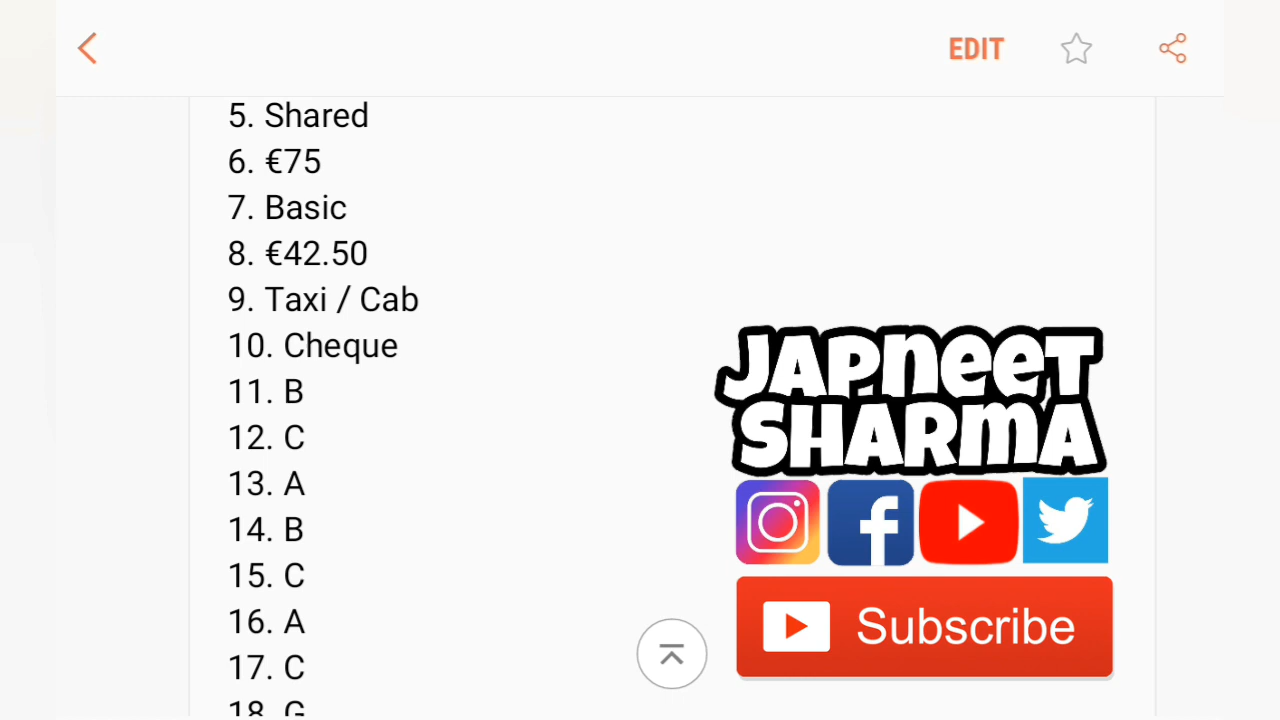 EDIT
5. Shared
6. €75
7. Basic
8. €42.50
9. Taxi / Cab
10. Cheque
11. B
12. C
13. A
14. B
15. C
16. A
17. C
18. G
JAPneeT
SHARmA
Subscribe